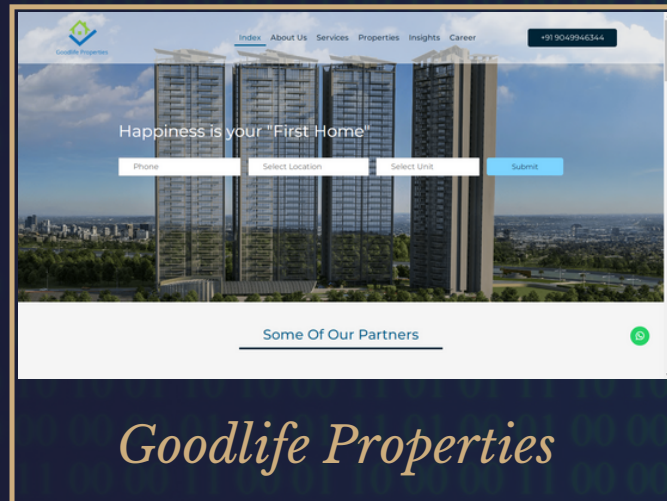 Goodlife Properties
Index About Us Services Properties Insights Career
+91 9049946344
Happiness is your "First Home"
Phone Select Location Select Unit Submit
Some Of Our Partners
Goodlife Properties